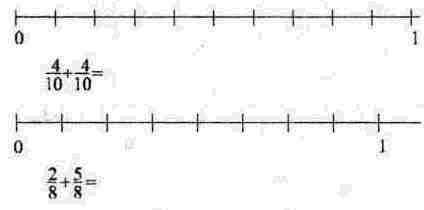 0 1
4/10 + 4/10 =
0 1
2/8 + 5/8 =